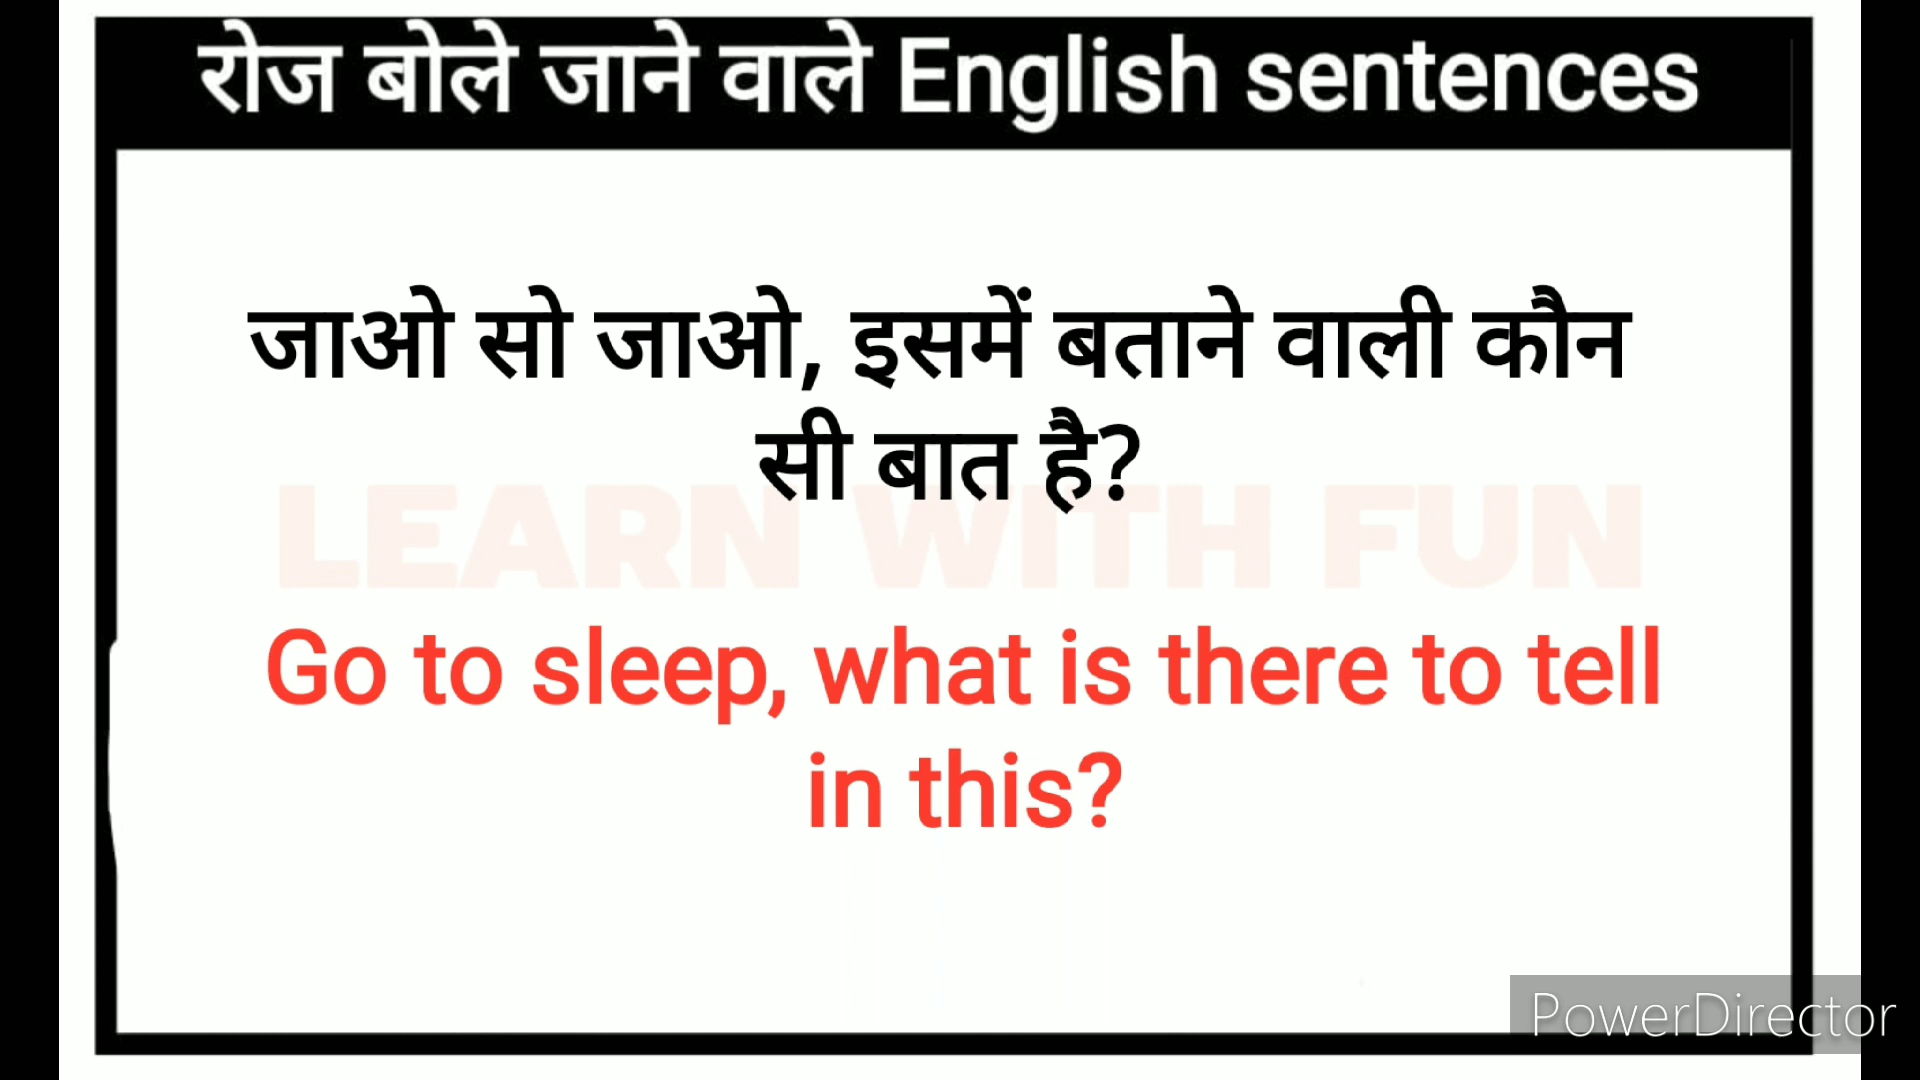 रोज बोले जाने वाले English sentences
जाओ सो जाओ, इसमें बताने वाली कौन
सी बात है?
LEARN WITH FUN
Go to sleep, what is there to tell
in this?
PowerDirector